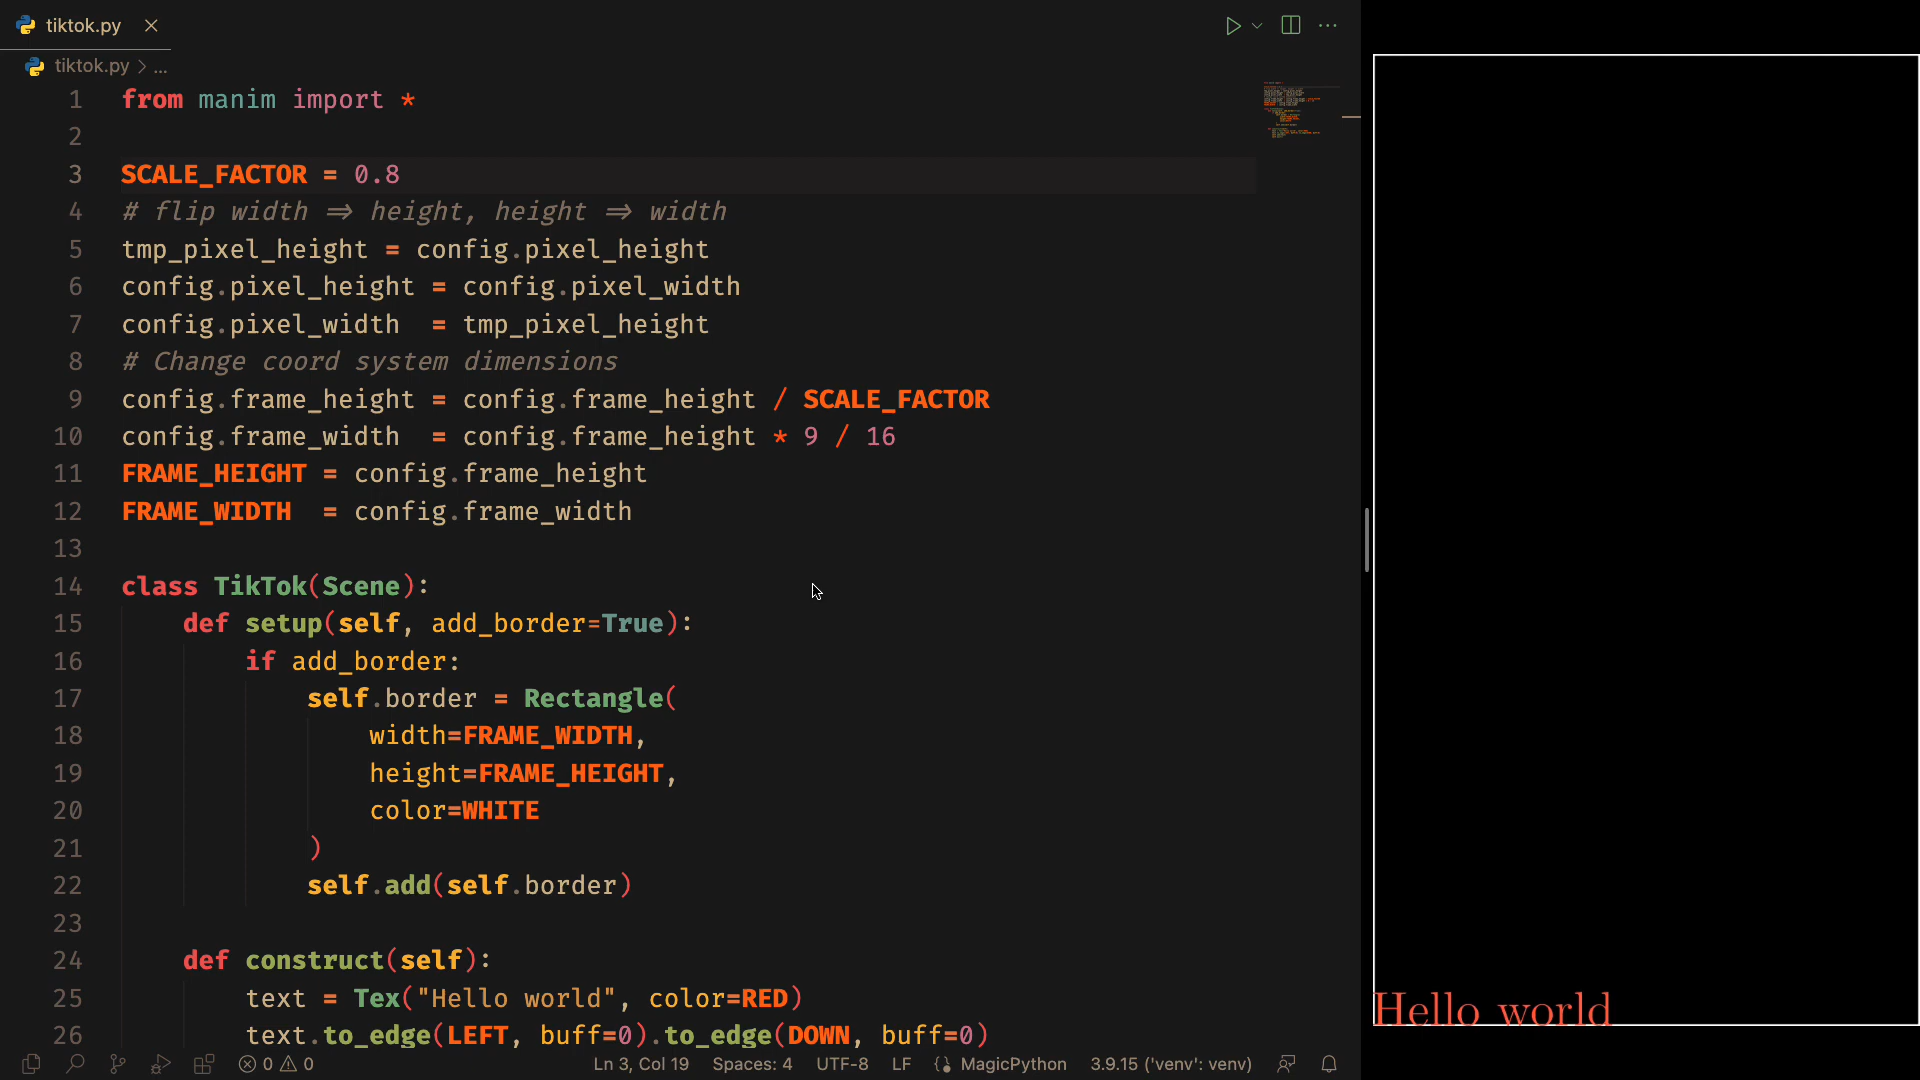 tiktok.py
tiktok.py > ...
1 from manim import *
2
3 SCALE_FACTOR = 0.8
4 # flip width => height, height => width
5 tmp_pixel_height = config.pixel_height
6 config.pixel_height = config.pixel_width
7 config.pixel_width  = tmp_pixel_height
8 # Change coord system dimensions
9 config.frame_height = config.frame_height / SCALE_FACTOR
10 config.frame_width  = config.frame_height * 9 / 16
11 FRAME_HEIGHT = config.frame_height
12 FRAME_WIDTH  = config.frame_width
13
14 class TikTok(Scene):
15     def setup(self, add_border=True):
16         if add_border:
17             self.border = Rectangle(
18                 width=FRAME_WIDTH,
19                 height=FRAME_HEIGHT,
20                 color=WHITE
21             )
22             self.add(self.border)
23
24     def construct(self):
25         text = Tex("Hello world", color=RED)
26         text.to_edge(LEFT, buff=0).to_edge(DOWN, buff=0)
Hello world
0 0 Ln 3, Col 19 Spaces: 4 UTF-8 LF MagicPython 3.9.15 ('venv': venv)